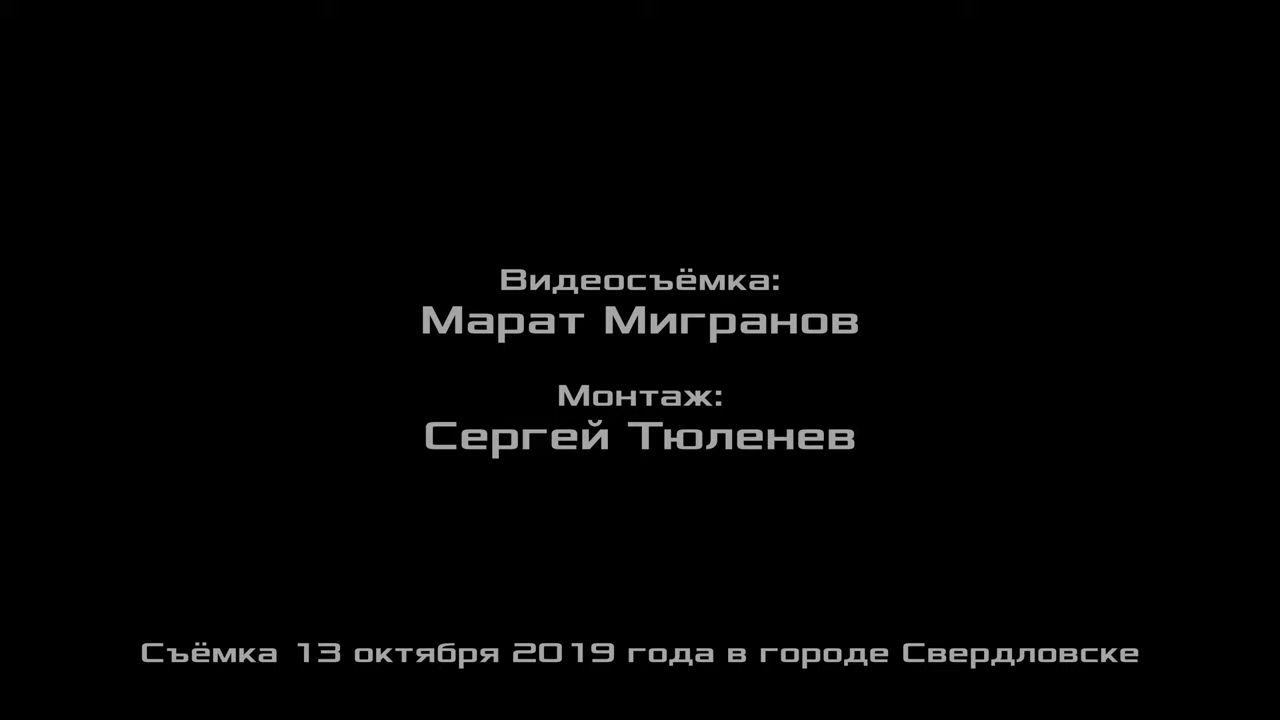 Видеосъёмка:
Марат Мигранов
Монтаж:
Сергей Тюленев
Съёмка 13 октября 2019 года в городе Свердловске